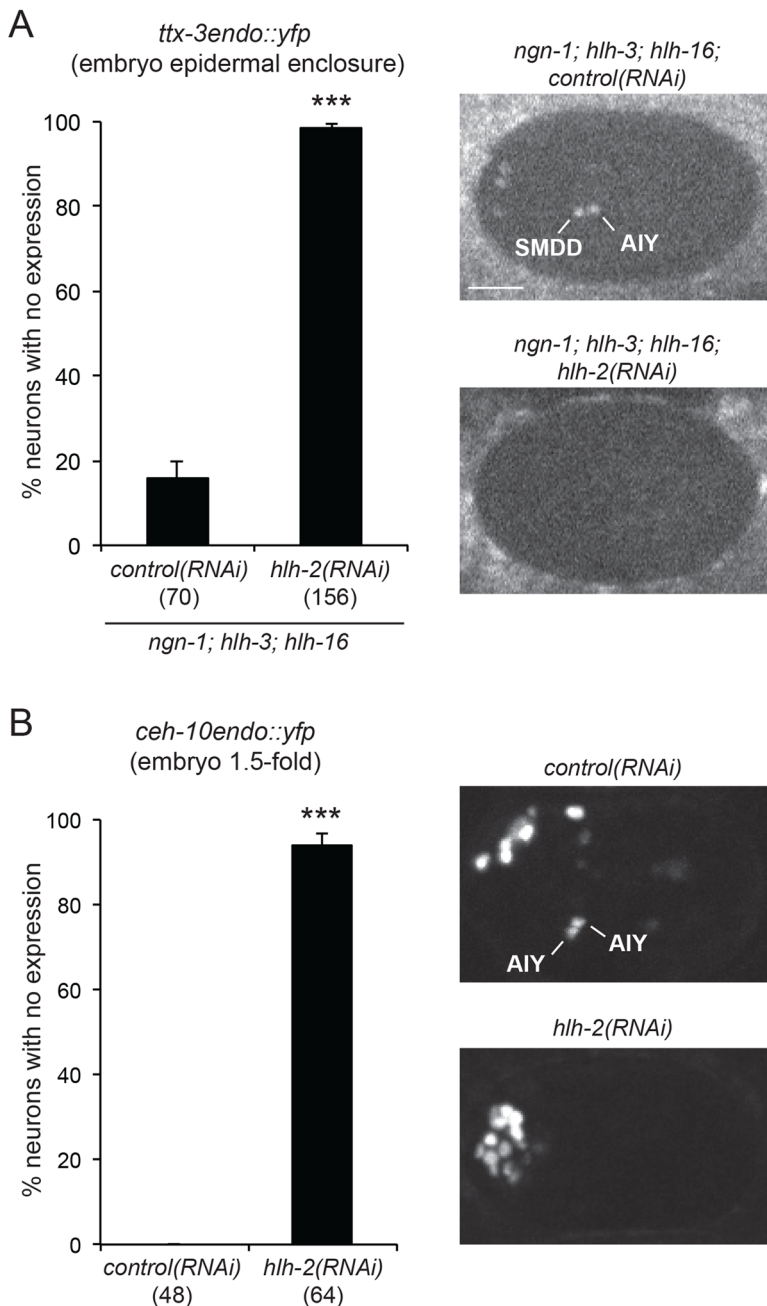 A
ttx-3endo::yfp
(embryo epidermal enclosure)
% neurons with no expression
100
80
60
40
20
0
***
control(RNAi)
hlh-2(RNAi)
(70)
(156)
ngn-1; hlh-3; hlh-16
ngn-1; hlh-3; hlh-16;
control(RNAi)
SMDD
AIY
ngn-1; hlh-3; hlh-16;
hlh-2(RNAi)
B
ceh-10endo::yfp
(embryo 1.5-fold)
% neurons with no expression
100
80
60
40
20
0
***
control(RNAi)
hlh-2(RNAi)
(48)
(64)
control(RNAi)
AIY
AIY
hlh-2(RNAi)